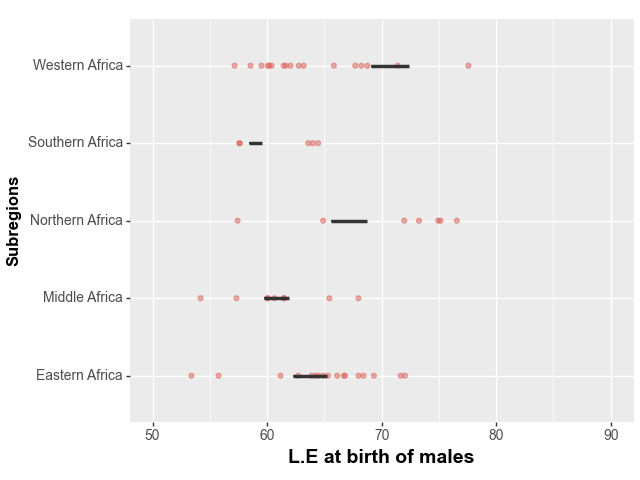 Western Africa
Southern Africa
Northern Africa
Middle Africa
Eastern Africa
Subregions
50 60 70 80 90
L.E at birth of males